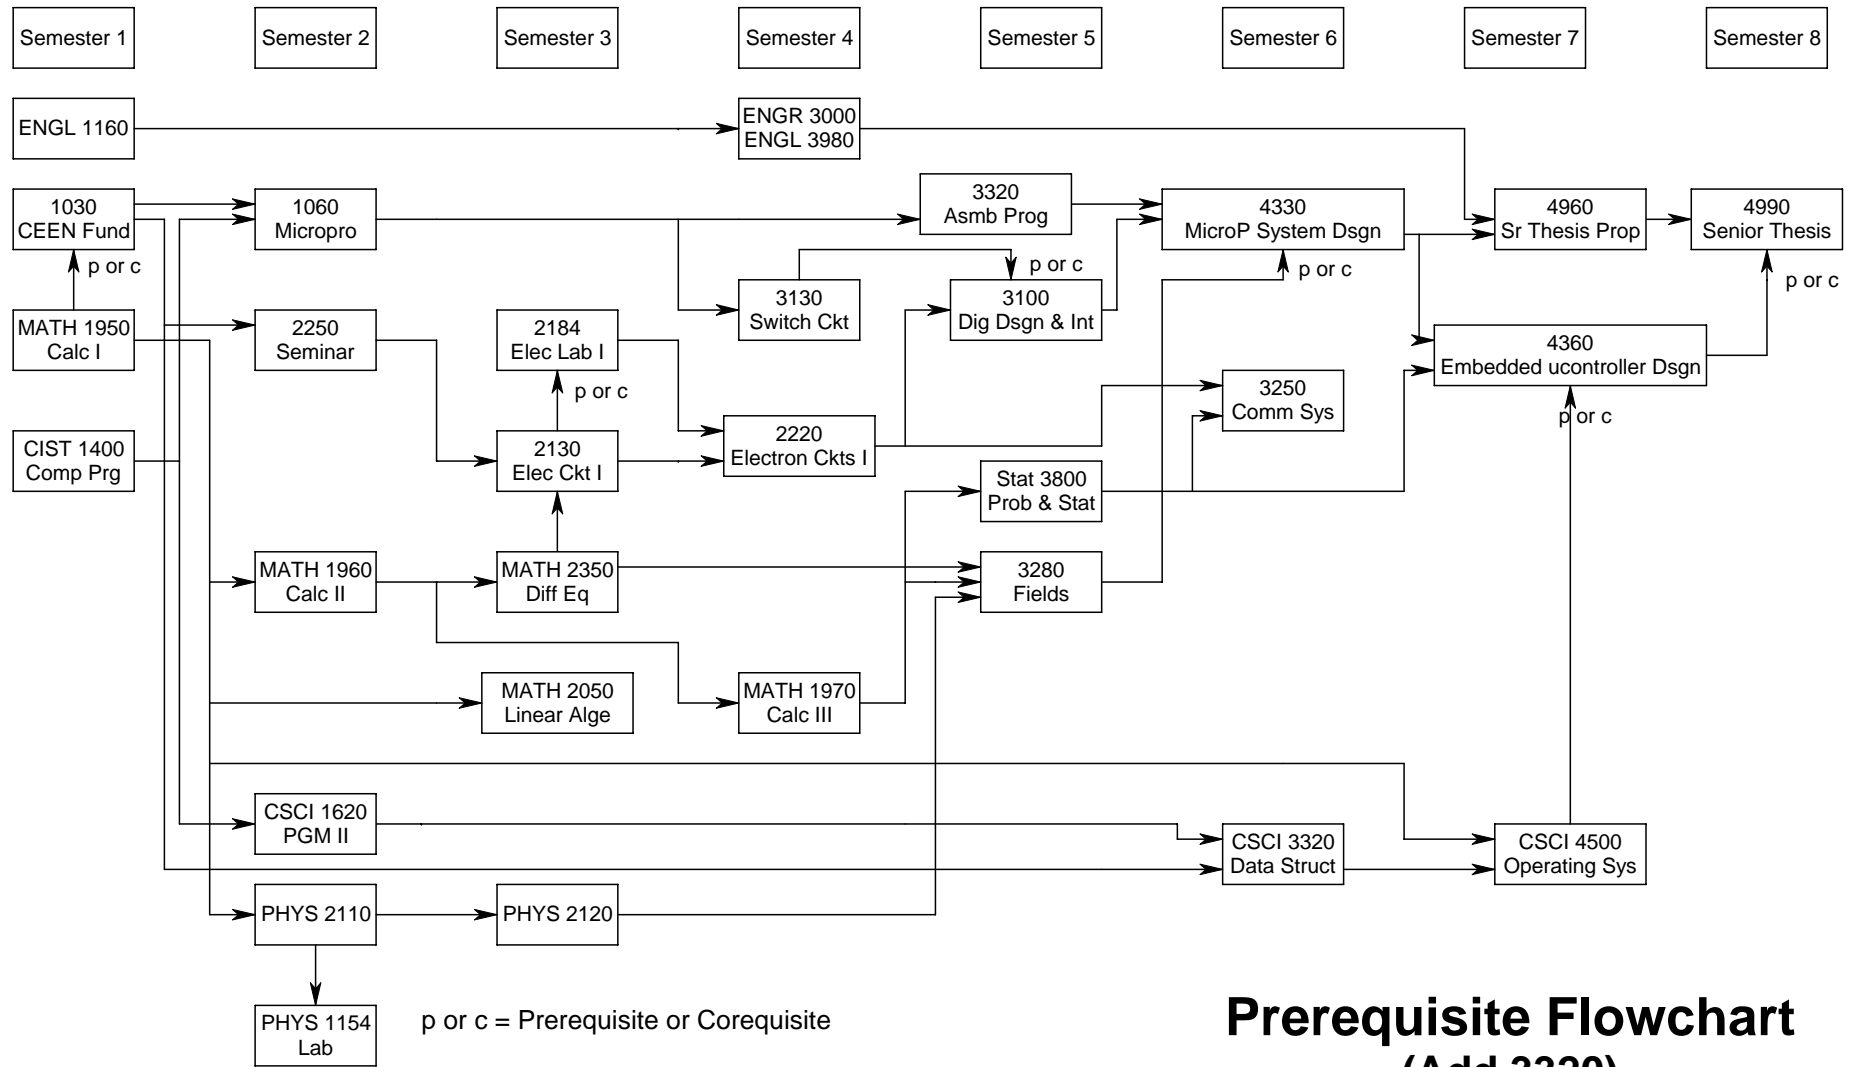 Semester 1
Semester 2
Semester 3
Semester 4
Semester 5
Semester 6
Semester 7
Semester 8
ENGL 1160
ENGR 3000
ENGL 3980
1030
CEEN Fund
1060
Micropro
3320
Asmb Prog
4330
MicroP System Dsgn
4960
Sr Thesis Prop
4990
Senior Thesis
p or c
p or c
p or c
p or c
MATH 1950
Calc I
2250
Seminar
2184
Elec Lab I
3130
Switch Ckt
3100
Dig Dsgn & Int
4360
Embedded ucontroller Dsgn
p or c
3250
Comm Sys
p or c
CIST 1400
Comp Prg
2130
Elec Ckt I
2220
Electron Ckts I
Stat 3800
Prob & Stat
MATH 1960
Calc II
MATH 2350
Diff Eq
3280
Fields
MATH 2050
Linear Alge
MATH 1970
Calc III
CSCI 1620
PGM II
CSCI 3320
Data Struct
CSCI 4500
Operating Sys
PHYS 2110
PHYS 2120
PHYS 1154
Lab
p or c = Prerequisite or Corequisite
Prerequisite Flowchart